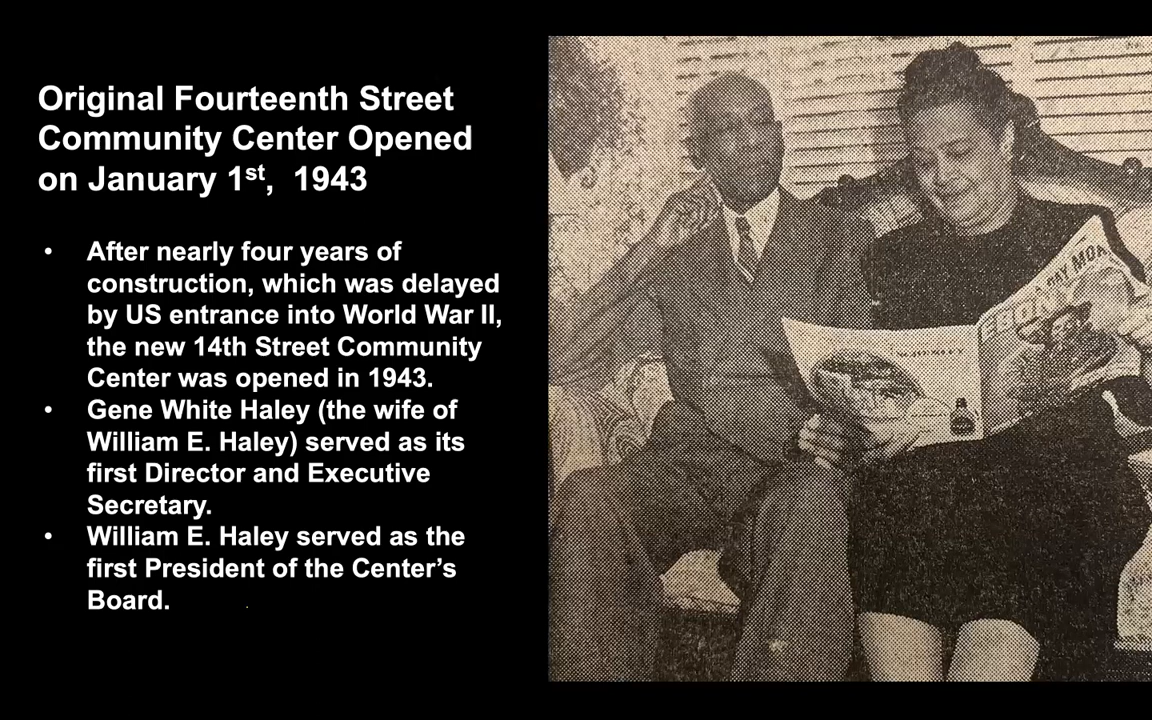 Original Fourteenth Street
Community Center Opened
on January 1st, 1943
• After nearly four years of
construction, which was delayed
by US entrance into World War II,
the new 14th Street Community
Center was opened in 1943.
• Gene White Haley (the wife of
William E. Haley) served as its
first Director and Executive
Secretary.
• William E. Haley served as the
first President of the Center’s
Board.
EBONY